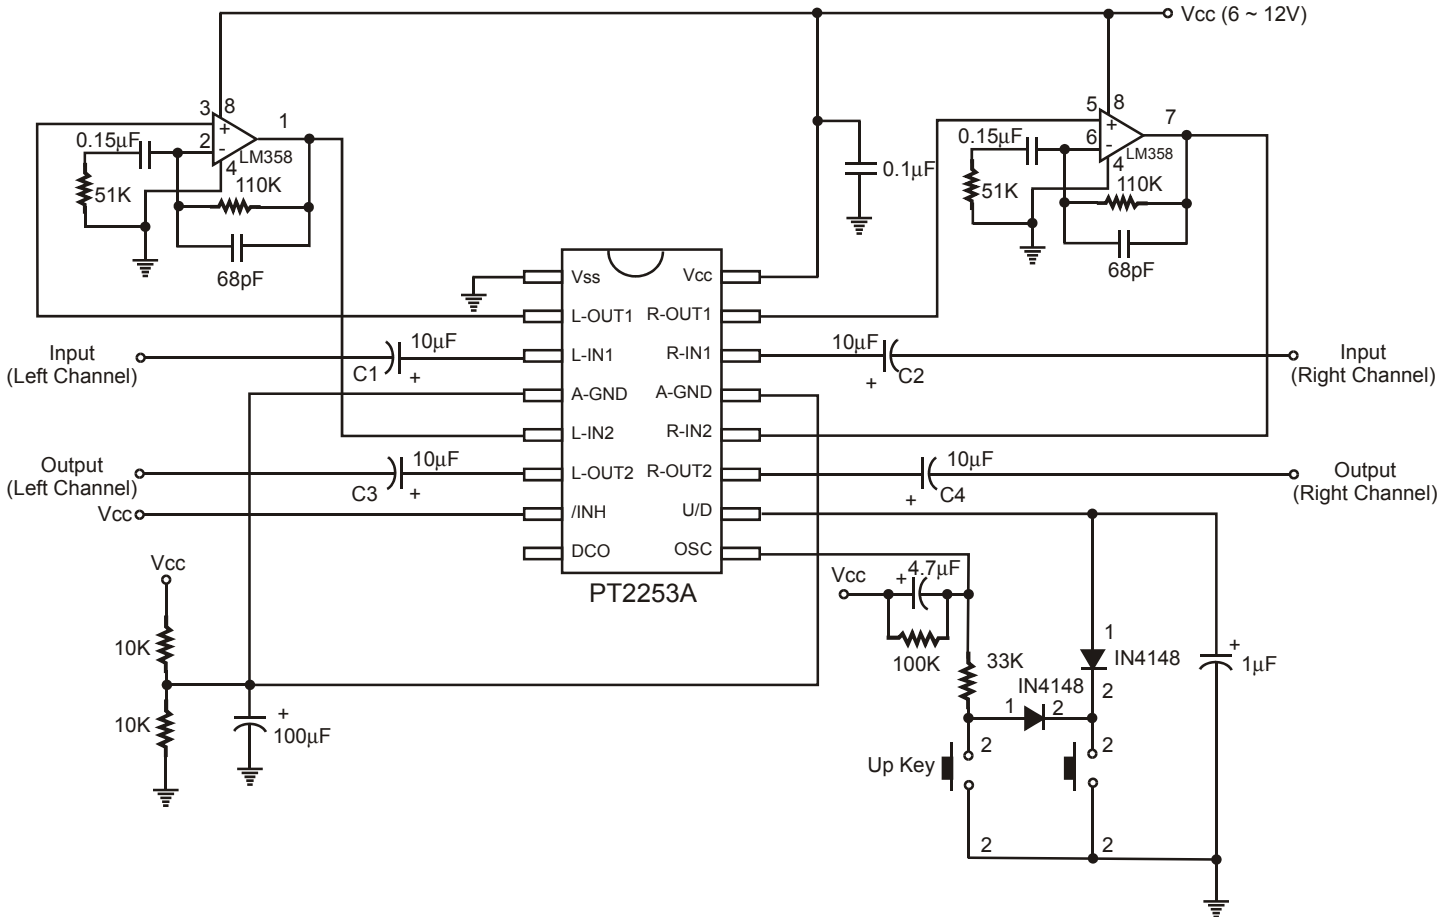 Vcc (6 ~ 12V)
3
8
1
+
2
-
LM358
0.15μF
4
51K
110K
68pF
5
8
7
+
6
-
LM358
0.15μF
4
51K
110K
68pF
0.1μF
Vss
Vcc
L-OUT1
R-OUT1
L-IN1
R-IN1
A-GND
A-GND
L-IN2
R-IN2
L-OUT2
R-OUT2
/INH
U/D
DCO
OSC
PT2253A
Input
(Left Channel)
10μF
C1
+
10μF
+
C2
Input
(Right Channel)
Output
(Left Channel)
10μF
C3
+
10μF
+
C4
Output
(Right Channel)
Vcc
Vcc
10K
10K
+
100μF
Vcc
+
4.7μF
100K
33K
1
IN4148
2
IN4148
1
2
+
1μF
Up Key
2
2
2
2